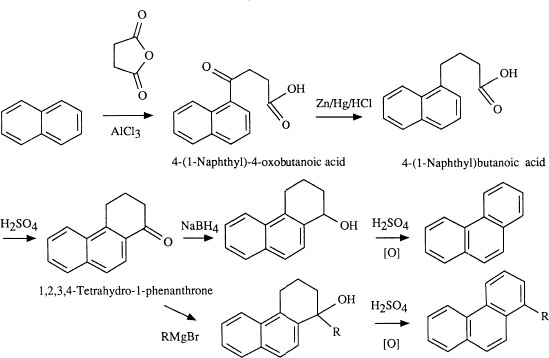 O
O
O
AlCl3
O
OH
O
4-(1-Naphthyl)-4-oxobutanoic acid
Zn/Hg/HCl
OH
O
4-(1-Naphthyl)butanoic acid
H2SO4
O
1,2,3,4-Tetrahydro-1-phenanthrone
NaBH4
OH
H2SO4
[O]
RMgBr
OH
R
H2SO4
[O]
R